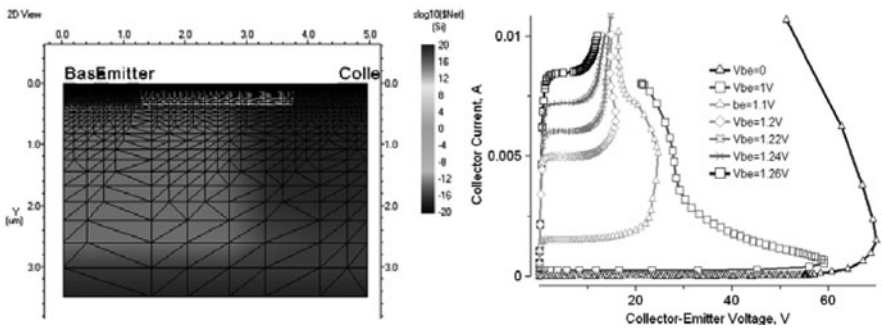 2D View
0.0 1.0 2.0 3.0 4.0 5.0
Base Emitter Colle
0.0 0.0
1.0 1.0
2.0 2.0
3.0 3.0
-Y
(um)
slog10($Net)
(Si)
20
16
12
8
4
0
-4
-8
-12
-16
-20
Collector Current, A
0.01
0.005
0
20 40 60
Collector-Emitter Voltage, V
Vbe=0
Vbe=1V
be=1.1V
Vbe=1.2V
Vbe=1.22V
Vbe=1.24V
Vbe=1.26V